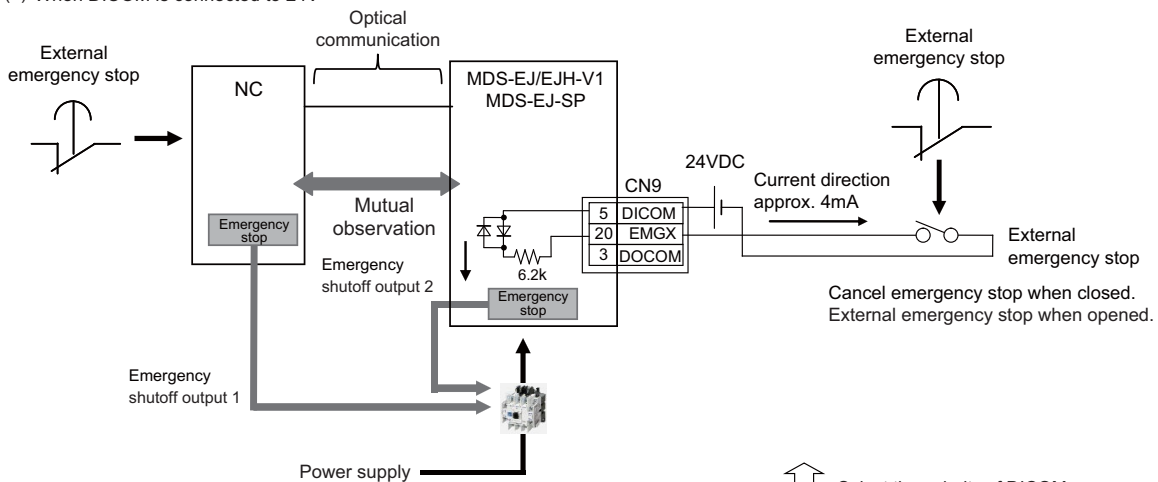 Optical
communication
External
emergency stop
NC
MDS-EJ/EJH-V1
MDS-EJ-SP
External
emergency stop
24VDC
CN9
Current direction
approx. 4mA
5 DICOM
20 EMGX
3 DOCOM
6.2k
Mutual
observation
Emergency
stop
Emergency
shutoff output 2
Emergency
stop
External
emergency stop
Cancel emergency stop when closed.
External emergency stop when opened.
Emergency
shutoff output 1
Power supply